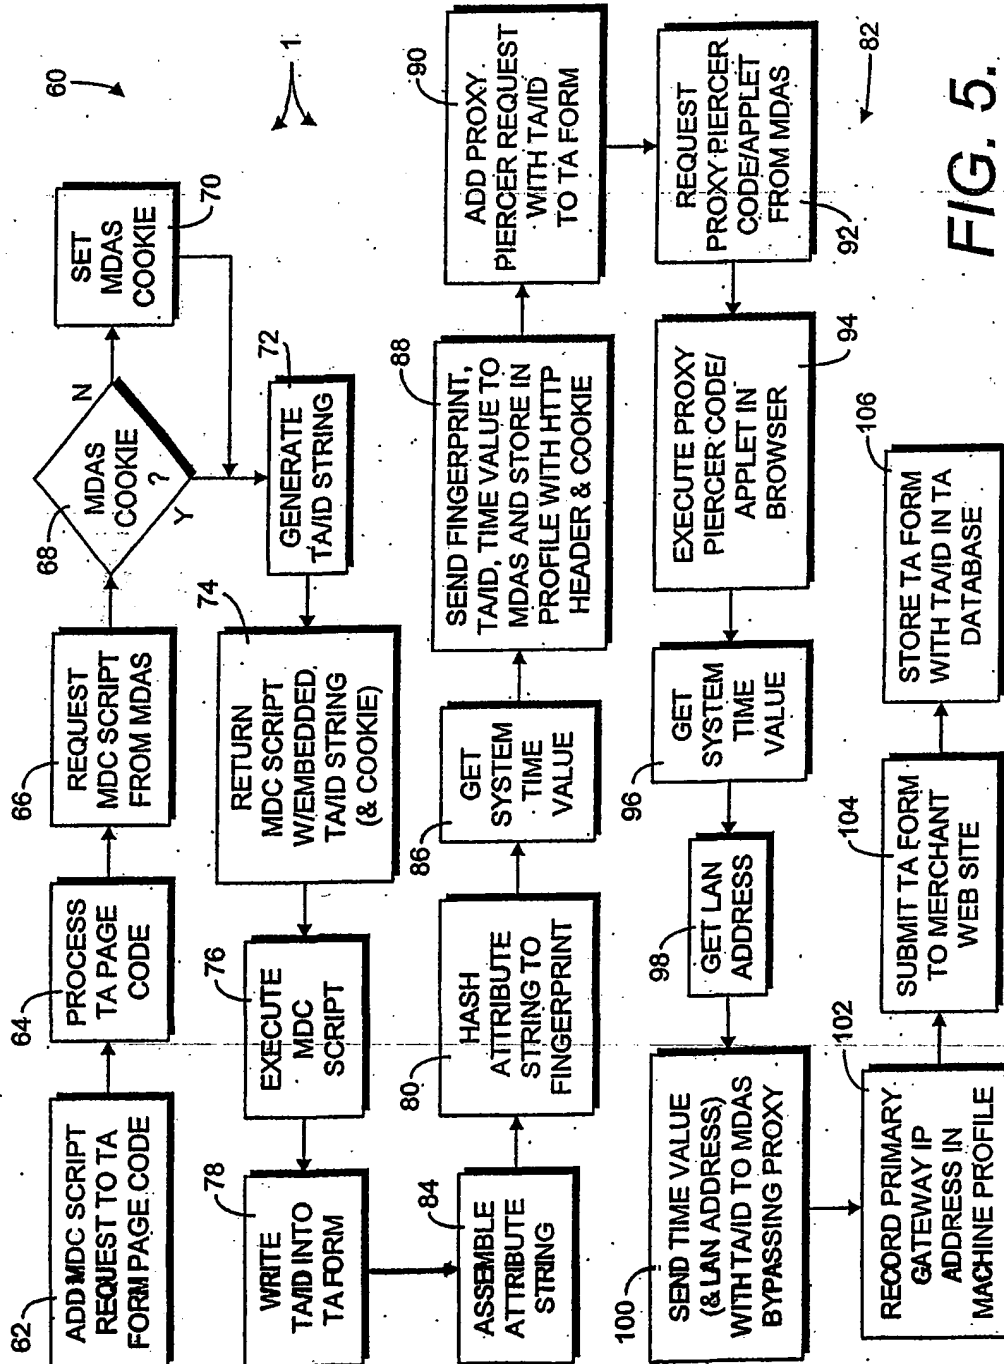 60
1
62
ADD MDC SCRIPT
REQUEST TO TA
FORM PAGE CODE
64
PROCESS
TA PAGE
CODE
66
REQUEST
MDC SCRIPT
FROM MDAS
68
MDAS
COOKIE
?
N
Y
70
SET
MDAS
COOKIE
72
GENERATE
TA/ID STRING
74
RETURN
MDC SCRIPT
W/EMBEDDED
TA/ID STRING
(& COOKIE)
76
EXECUTE
MDC
SCRIPT
78
WRITE
TA/ID INTO
TA FORM
84
ASSEMBLE
ATTRIBUTE
STRING
80
HASH
ATTRIBUTE
STRING TO
FINGERPRINT
86
GET
SYSTEM
TIME
VALUE
88
SEND FINGERPRINT,
TA/ID, TIME VALUE TO
MDAS AND STORE IN
PROFILE WITH HTTP
HEADER & COOKIE
90
ADD PROXY
PIERCER REQUEST
WITH TA/ID
TO TA FORM
92
REQUEST
PROXY PIERCER
CODE/APPLET
FROM MDAS
94
EXECUTE PROXY
PIERCER CODE/
APPLET IN
BROWSER
96
GET
SYSTEM
TIME
VALUE
98
GET LAN
ADDRESS
100
SEND TIME VALUE
(& LAN ADDRESS)
WITH TA/ID TO MDAS
BYPASSING PROXY
102
RECORD PRIMARY
GATEWAY IP
ADDRESS IN
MACHINE PROFILE
104
SUBMIT TA FORM
TO MERCHANT
WEB SITE
106
STORE TA FORM
WITH TA/ID IN TA
DATABASE
82
FIG. 5.